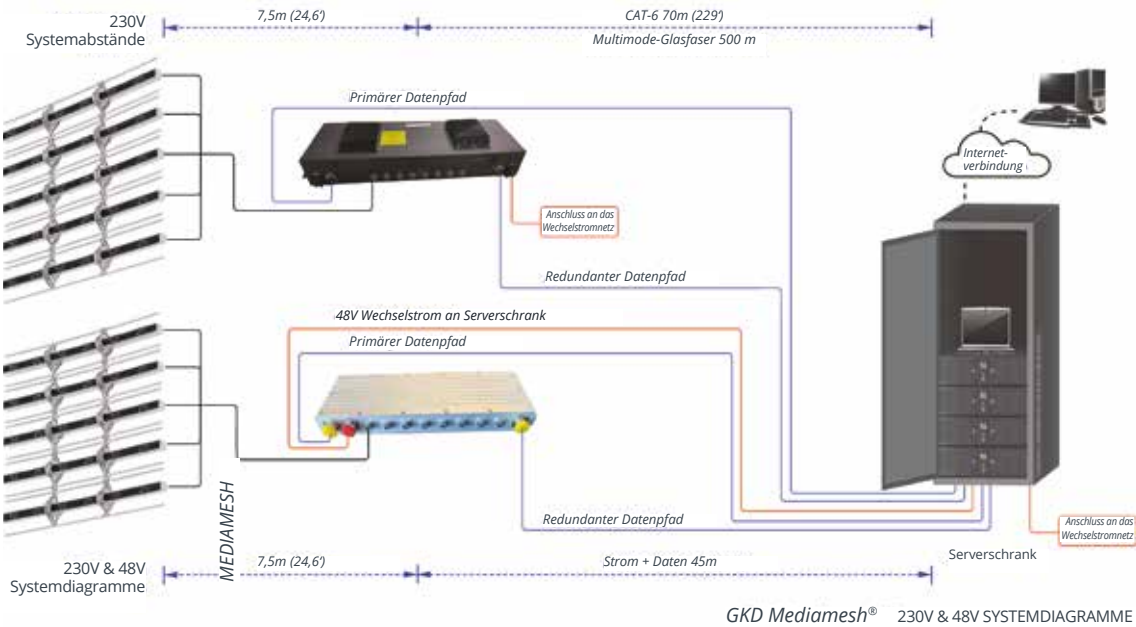 230V
Systemabstände
7,5m (24,6')
CAT-6 70m (229')
Multimode-Glasfaser 500 m
Primärer Datenpfad
Internet-
verbindung
Anschluss an das
Wechselstromnetz
Redundanter Datenpfad
48V Wechselstrom an Serverschrank
Primärer Datenpfad
MEDIAMESH
Redundanter Datenpfad
Anschluss an das
Wechselstromnetz
Serverschrank
230V & 48V
Systemdiagramme
7,5m (24,6')
Strom + Daten 45m
GKD Mediamesh® 230V & 48V SYSTEMDIAGRAMME